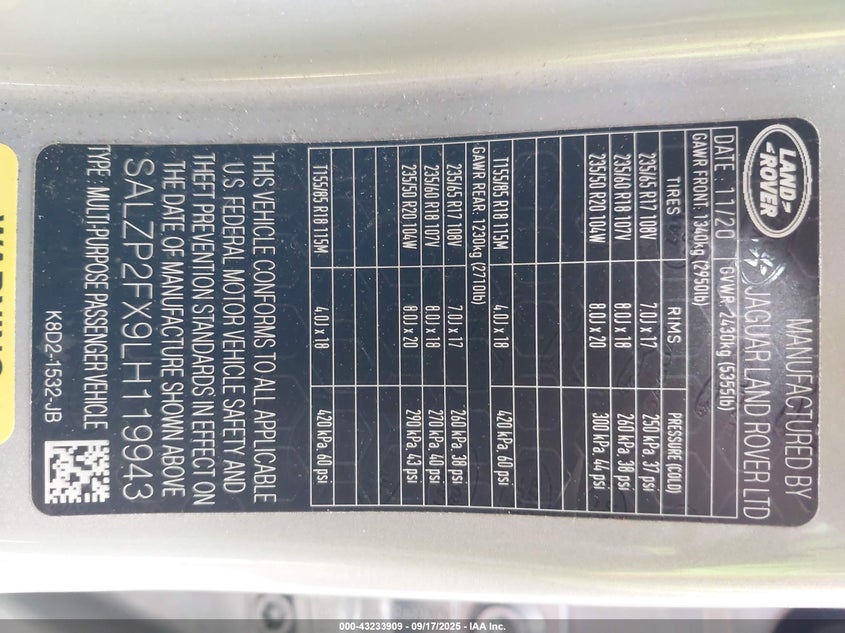 LAND
ROVER
MANUFACTURED BY
JAGUAR LAND ROVER LTD
DATE: 11/20 GVWR 2430kg (5355lb)
GAWR FRONT: 1340kg (2950lb)
TIRES RIMS PRESSURE (COLD)
235/65 R17 108V 7.0J x 17 250 kPa, 37 psi
235/60 R18 107V 8.0J x 18 260 kPa, 38 psi
235/50 R20 104W 8.0J x 20 300 kPa, 44 psi
T155/85 R18 115M 4.0J x 18 420 kPa, 60 psi
GAWR REAR: 1230kg (2710lb)
235/65 R17 108V 7.0J x 17 260 kPa, 38 psi
235/60 R18 107V 8.0J x 18 270 kPa, 40 psi
235/50 R20 104W 8.0J x 20 290 kPa, 43 psi
T155/85 R18 115M 4.0J x 18 420 kPa, 60 psi
THIS VEHICLE CONFORMS TO ALL APPLICABLE
U.S. FEDERAL MOTOR VEHICLE SAFETY AND
THEFT PREVENTION STANDARDS IN EFFECT ON
THE DATE OF MANUFACTURE SHOWN ABOVE
SALZP2FX9LH119943
TYPE: MULTI-PURPOSE PASSENGER VEHICLE
K8D2-1532-JB
000-43233909 - 09/17/2025 - IAA Inc.